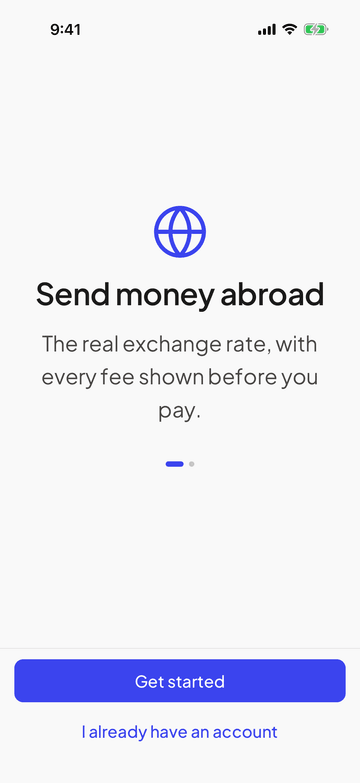 9:41
Send money abroad
The real exchange rate, with
every fee shown before you
pay.
Get started
I already have an account